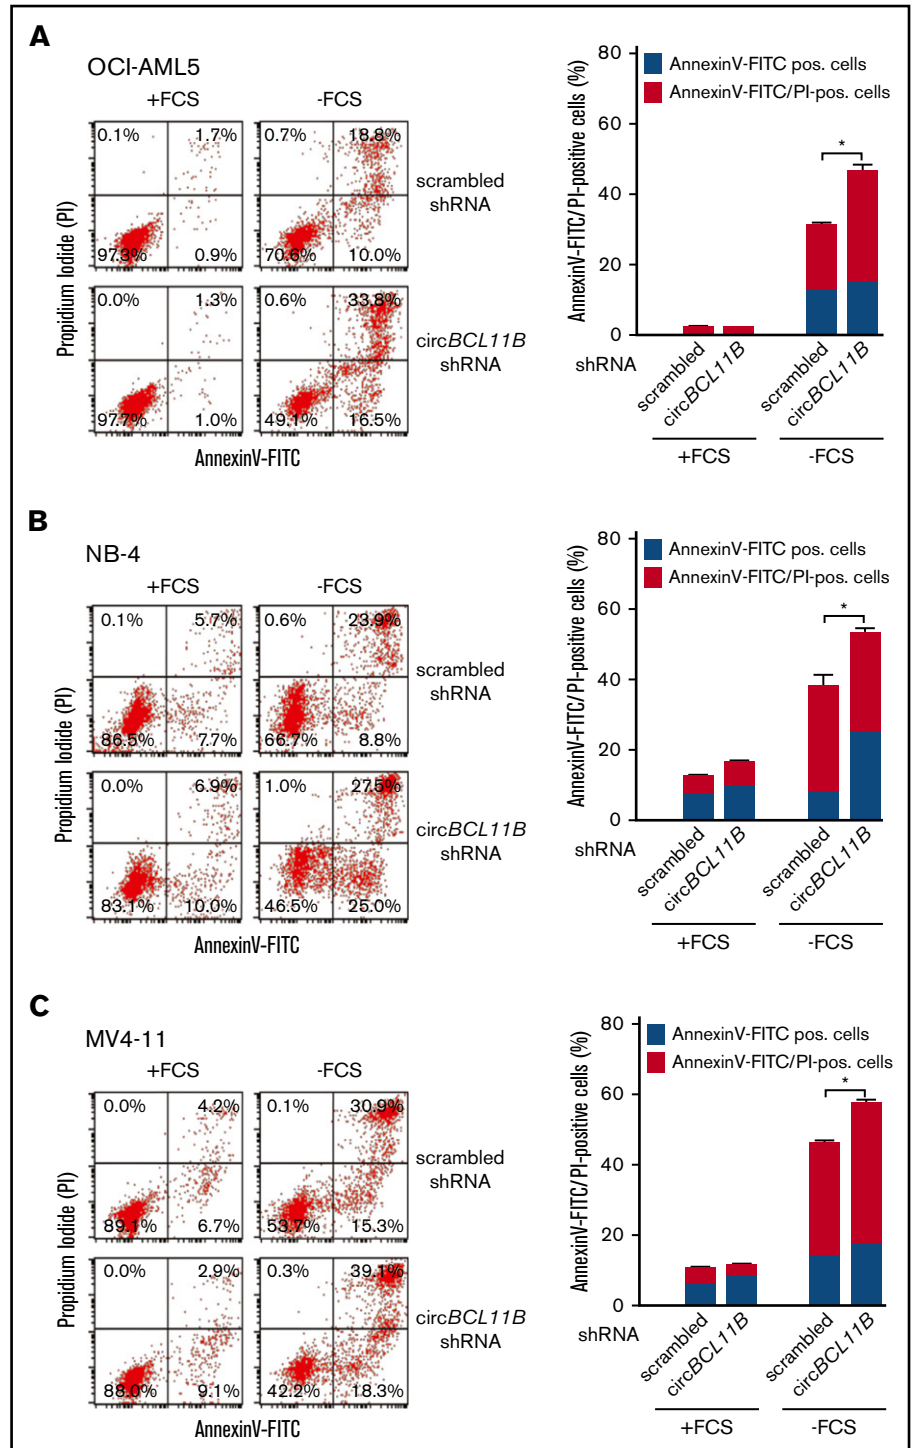 A
OCI-AML5
+FCS
-FCS
Propidium Iodide (PI)
0.1%
1.7%
97.3%
0.9%
0.7%
18.8%
70.6%
10.0%
scrambled
shRNA
0.0%
1.3%
97.7%
1.0%
0.6%
33.8%
49.1%
16.5%
circBCL11B
shRNA
AnnexinV-FITC
AnnexinV-FITC/PI-positive cells (%)
80
60
40
20
0
AnnexinV-FITC pos. cells
AnnexinV-FITC/PI-pos. cells
*
shRNA
scrambled
circBCL11B
scrambled
circBCL11B
+FCS
-FCS
B
NB-4
+FCS
-FCS
Propidium Iodide (PI)
0.1%
5.7%
86.5%
7.7%
0.6%
23.9%
66.7%
8.8%
scrambled
shRNA
0.0%
6.9%
83.1%
10.0%
1.0%
27.5%
46.5%
25.0%
circBCL11B
shRNA
AnnexinV-FITC
AnnexinV-FITC/PI-positive cells (%)
80
60
40
20
0
AnnexinV-FITC pos. cells
AnnexinV-FITC/PI-pos. cells
*
shRNA
scrambled
circBCL11B
scrambled
circBCL11B
+FCS
-FCS
C
MV4-11
+FCS
-FCS
Propidium Iodide (PI)
0.0%
4.2%
89.1%
6.7%
0.1%
30.9%
53.7%
15.3%
scrambled
shRNA
0.0%
2.9%
88.0%
9.1%
0.3%
39.1%
42.2%
18.3%
circBCL11B
shRNA
AnnexinV-FITC
AnnexinV-FITC/PI-positive cells (%)
80
60
40
20
0
AnnexinV-FITC pos. cells
AnnexinV-FITC/PI-pos. cells
*
shRNA
scrambled
circBCL11B
scrambled
circBCL11B
+FCS
-FCS